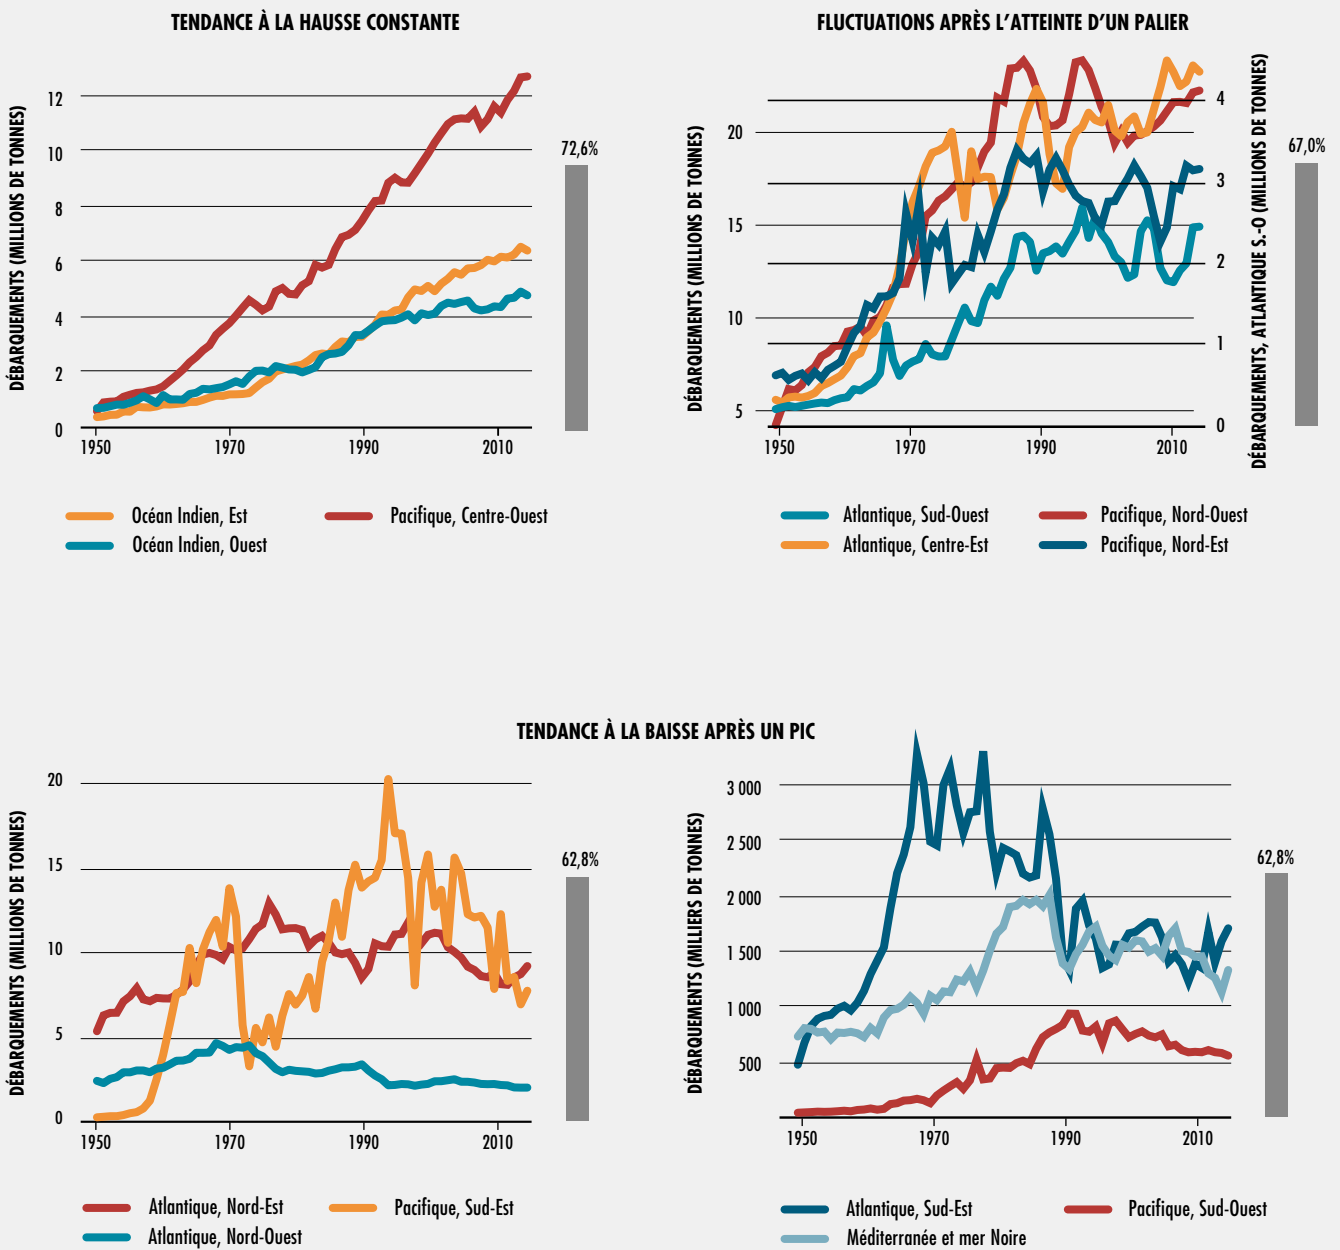 TENDANCE À LA HAUSSE CONSTANTE
DÉBARQUEMENTS (MILLIONS DE TONNES)
12
10
8
6
4
2
0
1950 1970 1990 2010
72,6%
Océan Indien, Est
Pacifique, Centre-Ouest
Océan Indien, Ouest
FLUCTUATIONS APRÈS L'ATTEINTE D'UN PALIER
DÉBARQUEMENTS (MILLIONS DE TONNES)
20
15
10
5
4
3
2
1
0
DÉBARQUEMENTS, ATLANTIQUE S.-O (MILLIONS DE TONNES)
1950 1970 1990 2010
67,0%
Atlantique, Sud-Ouest
Pacifique, Nord-Ouest
Atlantique, Centre-Est
Pacifique, Nord-Est
TENDANCE À LA BAISSE APRÈS UN PIC
DÉBARQUEMENTS (MILLIONS DE TONNES)
20
15
10
5
0
1950 1970 1990 2010
62,8%
Atlantique, Nord-Est
Pacifique, Sud-Est
Atlantique, Nord-Ouest
DÉBARQUEMENTS (MILLIERS DE TONNES)
3 000
2 500
2 000
1 500
1 000
500
1950 1970 1990 2010
62,8%
Atlantique, Sud-Est
Pacifique, Sud-Ouest
Méditerranée et mer Noire